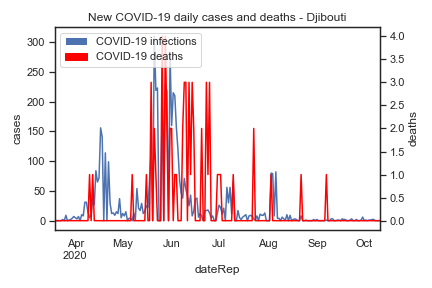 New COVID-19 daily cases and deaths - Djibouti
COVID-19 infections
COVID-19 deaths
300
250
200
150
100
50
0
cases
4.0
3.5
3.0
2.5
2.0
1.5
1.0
0.5
0.0
deaths
Apr May Jun Jul Aug Sep Oct
2020
dateRep